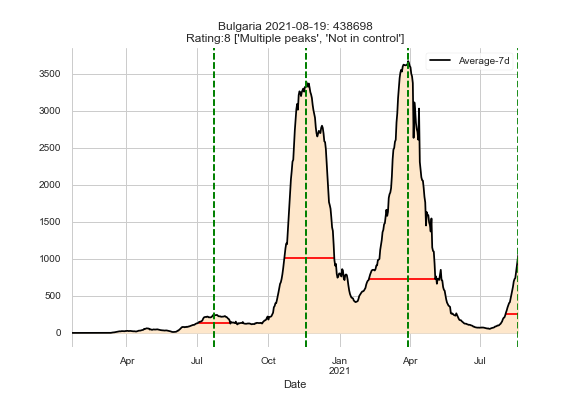 Bulgaria 2021-08-19: 438698
Rating:8 ['Multiple peaks', 'Not in control']
Average-7d
3500
3000
2500
2000
1500
1000
500
0
Apr
Jul
Oct
Jan
2021
Apr
Jul
Date